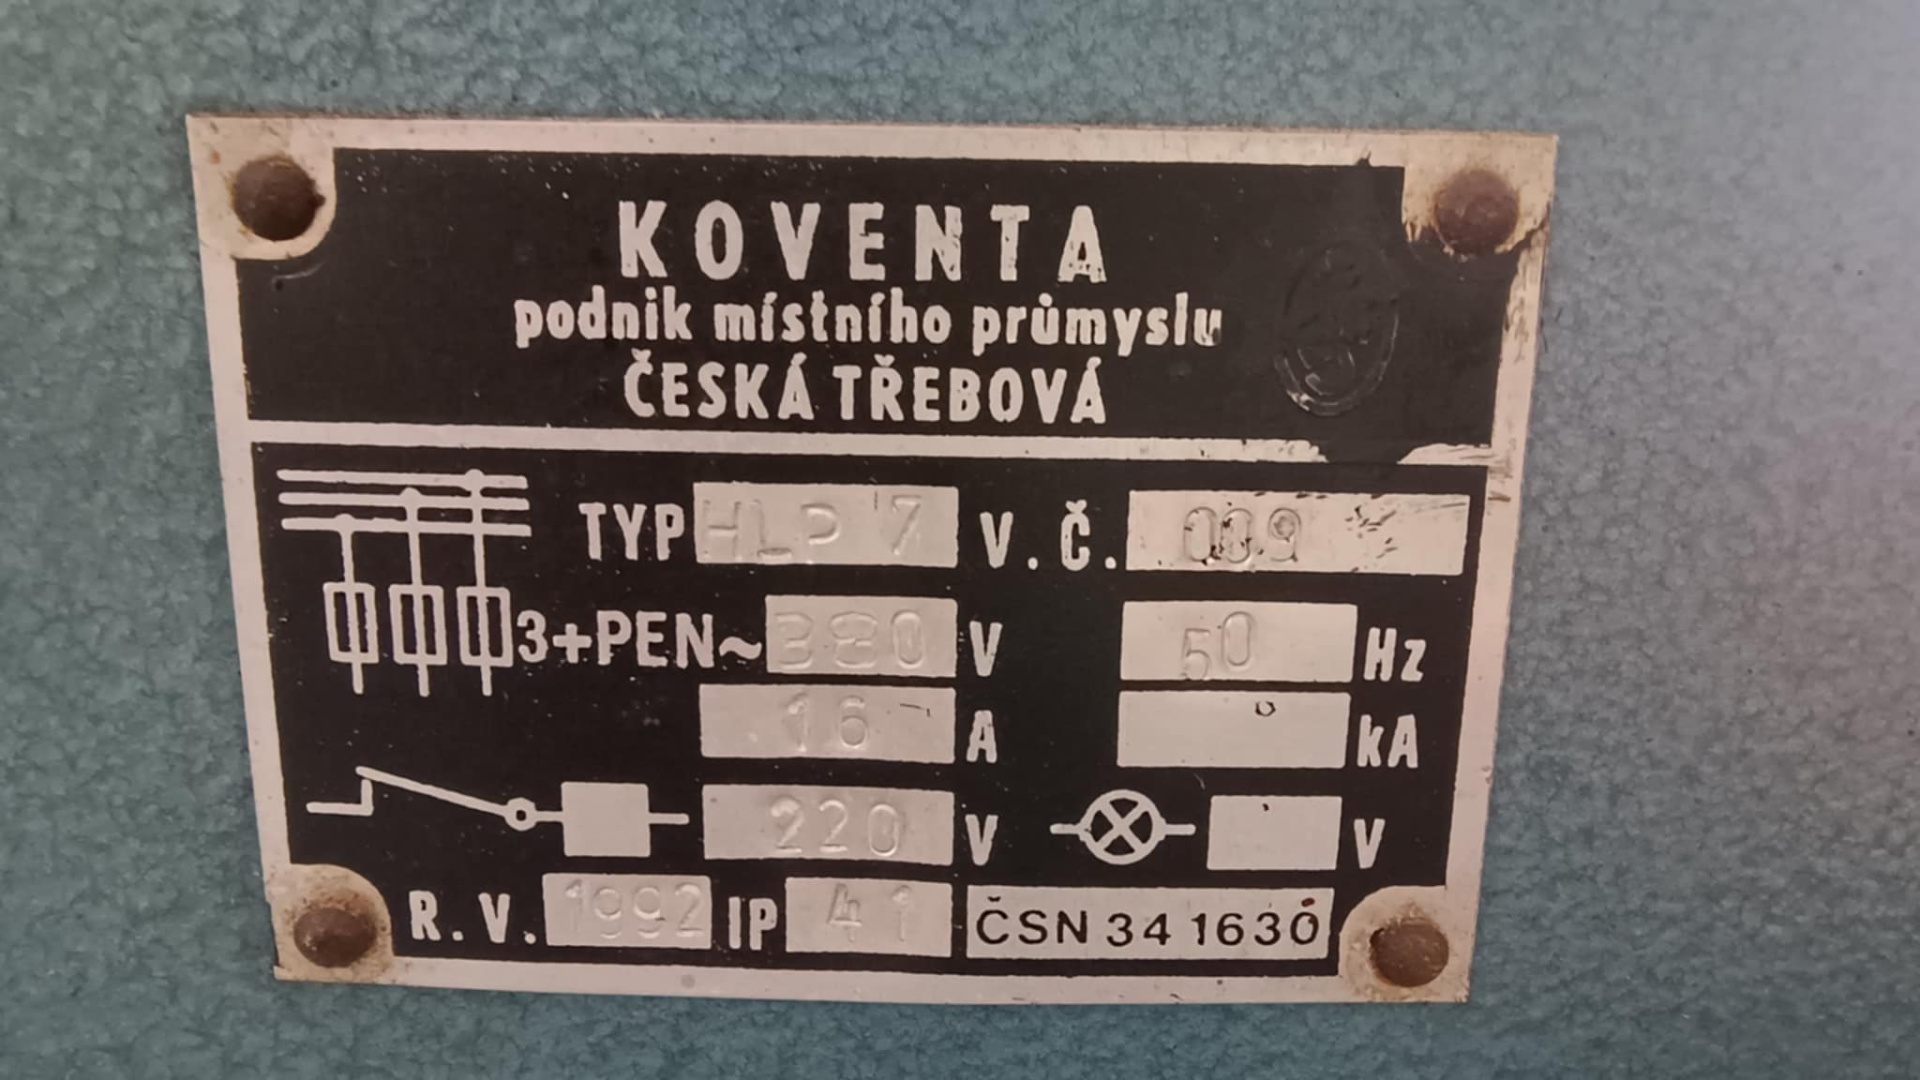 KOVENTA
podnik místního průmyslu
ČESKÁ TŘEBOVÁ
TYP HLP 7 V.Č. 009
3+PEN~ 380 V 50 Hz
16 A kA
220 V V
R.V. 1992 IP 41 ČSN 34 1630